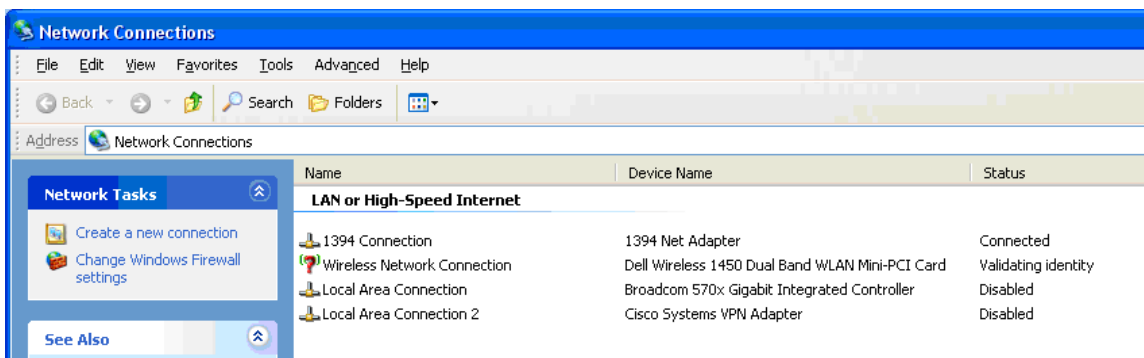 Network Connections
File Edit View Favorites Tools Advanced Help
Back Search Folders
Address Network Connections
Name Device Name Status
Network Tasks
LAN or High-Speed Internet
Create a new connection
Change Windows Firewall
settings
1394 Connection 1394 Net Adapter Connected
Wireless Network Connection Dell Wireless 1450 Dual Band WLAN Mini-PCI Card Validating identity
Local Area Connection Broadcom 570x Gigabit Integrated Controller Disabled
Local Area Connection 2 Cisco Systems VPN Adapter Disabled
See Also